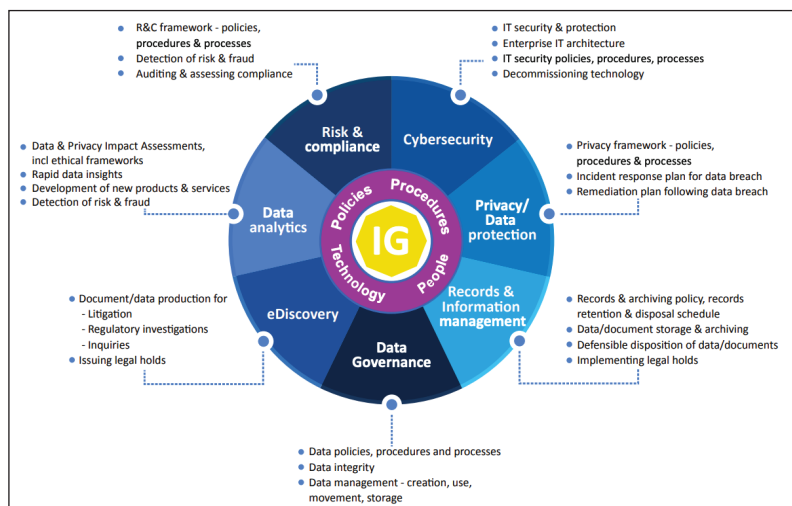 R&C framework - policies,
procedures & processes
Detection of risk & fraud
Auditing & assessing compliance
IT security & protection
Enterprise IT architecture
IT security policies, procedures, processes
Decommissioning technology
Data & Privacy Impact Assessments,
incl ethical frameworks
Rapid data insights
Development of new products & services
Detection of risk & fraud
Privacy framework - policies,
procedures & processes
Incident response plan for data breach
Remediation plan following data breach
Risk &
compliance
Cybersecurity
Data
analytics
Privacy/
Data
protection
Policies
Procedures
IG
Technology
People
eDiscovery
Records &
Information
management
Data
Governance
Document/data production for
- Litigation
- Regulatory investigations
- Inquiries
Issuing legal holds
Records & archiving policy, records
retention & disposal schedule
Data/document storage & archiving
Defensible disposition of data/documents
Implementing legal holds
Data policies, procedures and processes
Data integrity
Data management - creation, use,
movement, storage